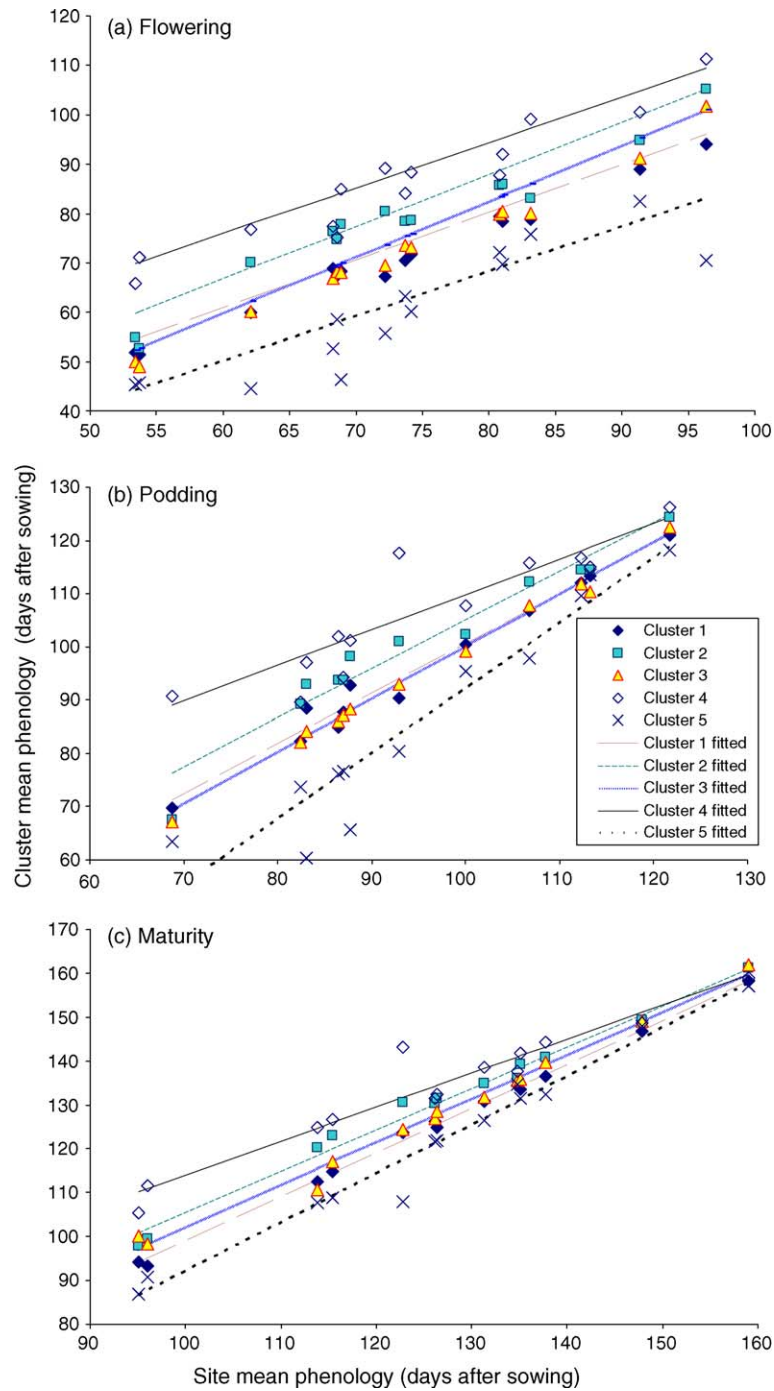 (a) Flowering
120
110
100
90
80
70
60
50
40
50 55 60 65 70 75 80 85 90 95 100
Cluster mean phenology (days after sowing)
(b) Podding
130
120
110
100
90
80
70
60
60 70 80 90 100 110 120 130
Cluster 1
Cluster 2
Cluster 3
Cluster 4
Cluster 5
Cluster 1 fitted
Cluster 2 fitted
Cluster 3 fitted
Cluster 4 fitted
Cluster 5 fitted
(c) Maturity
170
160
150
140
130
120
110
100
90
80
90 100 110 120 130 140 150 160
Site mean phenology (days after sowing)